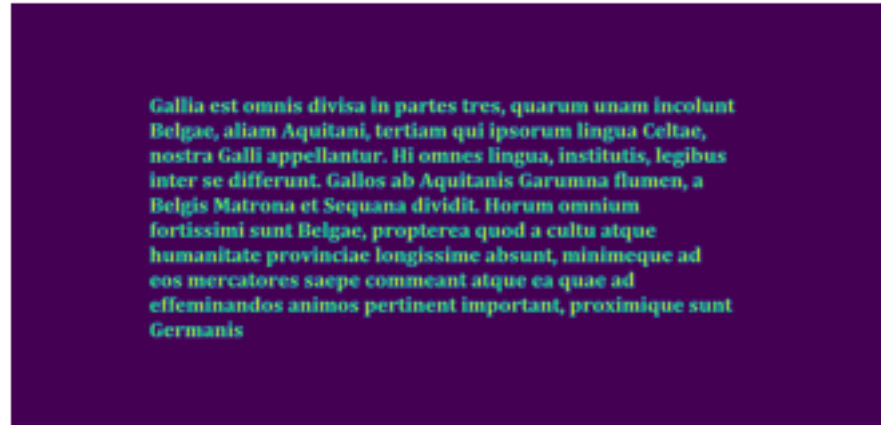 Gallia est omnis divisa in partes tres, quarum unam incolunt
Belgae, aliam Aquitani, tertiam qui ipsorum lingua Celtae,
nostra Galli appellantur. Hi omnes lingua, institutis, legibus
inter se differunt. Gallos ab Aquitanis Garumna flumen, a
Belgis Matrona et Sequana dividit. Horum omnium
fortissimi sunt Belgae, propterea quod a cultu atque
humanitate provinciae longissime absunt, minimeque ad
eos mercatores saepe commeant atque ea quae ad
effeminandos animos pertinent important, proximique sunt
Germanis